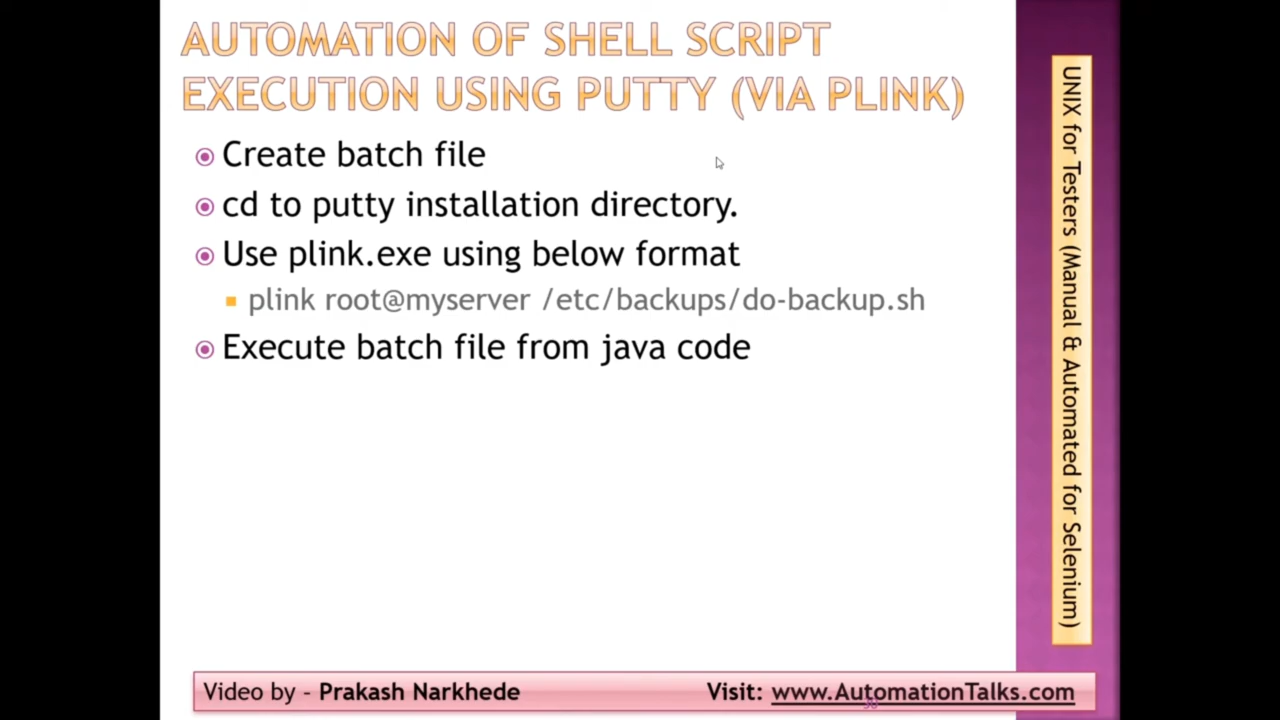 AUTOMATION OF SHELL SCRIPT
EXECUTION USING PUTTY (VIA PLINK)
Create batch file
cd to putty installation directory.
Use plink.exe using below format
plink root@myserver /etc/backups/do-backup.sh
Execute batch file from java code
UNIX for Testers (Manual & Automated for Selenium)
Video by - Prakash Narkhede
Visit: www.AutomationTalks.com